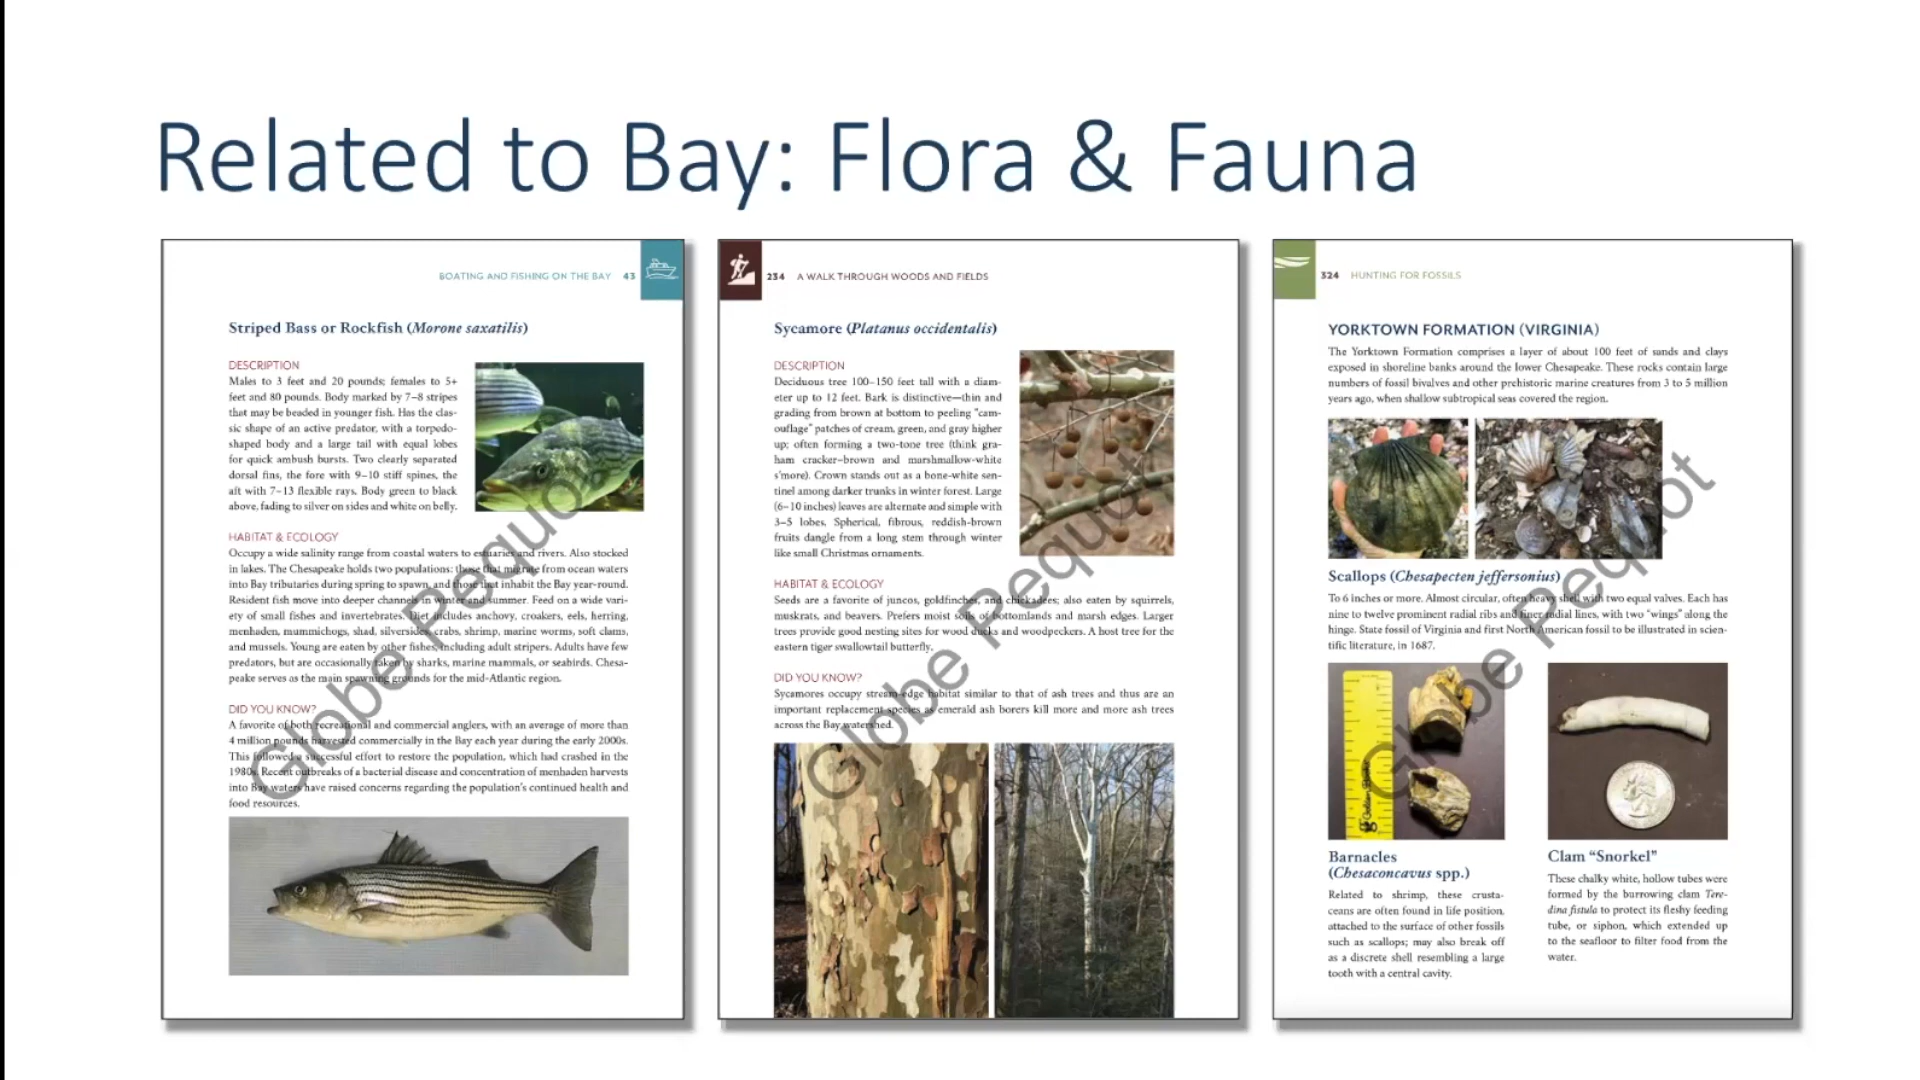 Related to Bay: Flora & Fauna
BOATING AND FISHING ON THE BAY 43
Striped Bass or Rockfish (Morone saxatilis)
DESCRIPTION
Males to 3 feet and 20 pounds; females to 5+
feet and 80 pounds. Body marked by 7–8 stripes
that may be beaded in younger fish. Has the clas-
sic shape of an active predator, with a torpedo-
shaped body and a large tail with equal lobes
for quick ambush bursts. Two clearly separated
dorsal fins, the fore with 9–10 stiff spines, the
aft with 7–13 flexible rays. Body green to black
above, fading to silver on sides and white on belly.
HABITAT & ECOLOGY
Occupy a wide salinity range from coastal waters to estuaries and rivers. Also stocked
in lakes. The Chesapeake holds two populations: those that migrate from ocean waters
into Bay tributaries during spring to spawn, and those that inhabit the Bay year-round.
Resident fish move into deeper channels in winter and summer. Feed on a wide vari-
ety of small fishes and invertebrates. Diet includes anchovy, croakers, eels, herring,
menhaden, mummichogs, shad, silversides, crabs, shrimp, marine worms, soft clams,
and mussels. Young are eaten by other fishes, including adult stripers. Adults have few
predators, but are occasionally taken by sharks, marine mammals, or seabirds. Chesa-
peake serves as the main spawning grounds for the mid-Atlantic region.
DID YOU KNOW?
A favorite of both recreational and commercial anglers, with an average of more than
4 million pounds harvested commercially in the Bay each year during the early 2000s.
This followed a successful effort to restore the population, which had crashed in the
1980s. Recent outbreaks of a bacterial disease and concentration of menhaden harvests
into Bay waters have raised concerns regarding the population's continued health and
food resources.
Globe Pequot
234 A WALK THROUGH WOODS AND FIELDS
Sycamore (Platanus occidentalis)
DESCRIPTION
Deciduous tree 100–150 feet tall with a diam-
eter up to 12 feet. Bark is distinctive—thin and
grading from brown at bottom to peeling "cam-
ouflage" patches of cream, green, and gray higher
up; often forming a two-tone tree (think gra-
ham cracker–brown and marshmallow-white
s'more). Crown stands out as a bone-white sen-
tinel among darker trunks in winter forest. Large
(6–10 inches) leaves are alternate and simple with
3–5 lobes. Spherical, fibrous, reddish-brown
fruits dangle from a long stem through winter
like small Christmas ornaments.
HABITAT & ECOLOGY
Seeds are a favorite of juncos, goldfinches, and chickadees; also eaten by squirrels,
muskrats, and beavers. Prefers moist soils of bottomlands and marsh edges. Larger
trees provide good nesting sites for wood ducks and woodpeckers. A host tree for the
eastern tiger swallowtail butterfly.
DID YOU KNOW?
Sycamores occupy stream-edge habitat similar to that of ash trees and thus are an
important replacement species as emerald ash borers kill more and more ash trees
across the Bay watershed.
Globe Pequot
324 HUNTING FOR FOSSILS
YORKTOWN FORMATION (VIRGINIA)
The Yorktown Formation comprises a layer of about 100 feet of sands and clays
exposed in shoreline banks around the lower Chesapeake. These rocks contain large
numbers of fossil bivalves and other prehistoric marine creatures from 3 to 5 million
years ago, when shallow subtropical seas covered the region.
Scallops (Chesapecten jeffersonius)
To 6 inches or more. Almost circular, often heavy shell with two equal valves. Each has
nine to twelve prominent radial ribs and finer radial lines, with two "wings" along the
hinge. State fossil of Virginia and first North American fossil to be illustrated in scien-
tific literature, in 1687.
Barnacles
(Chesaconcavus spp.)
Related to shrimp, these crusta-
ceans are often found in life position,
attached to the surface of other fossils
such as scallops; may also break off
as a discrete shell resembling a large
tooth with a central cavity.
Clam "Snorkel"
These chalky white, hollow tubes were
formed by the burrowing clam Tere-
dina fistula to protect its fleshy feeding
tube, or siphon, which extended up
to the seafloor to filter food from the
water.
Globe Pequot